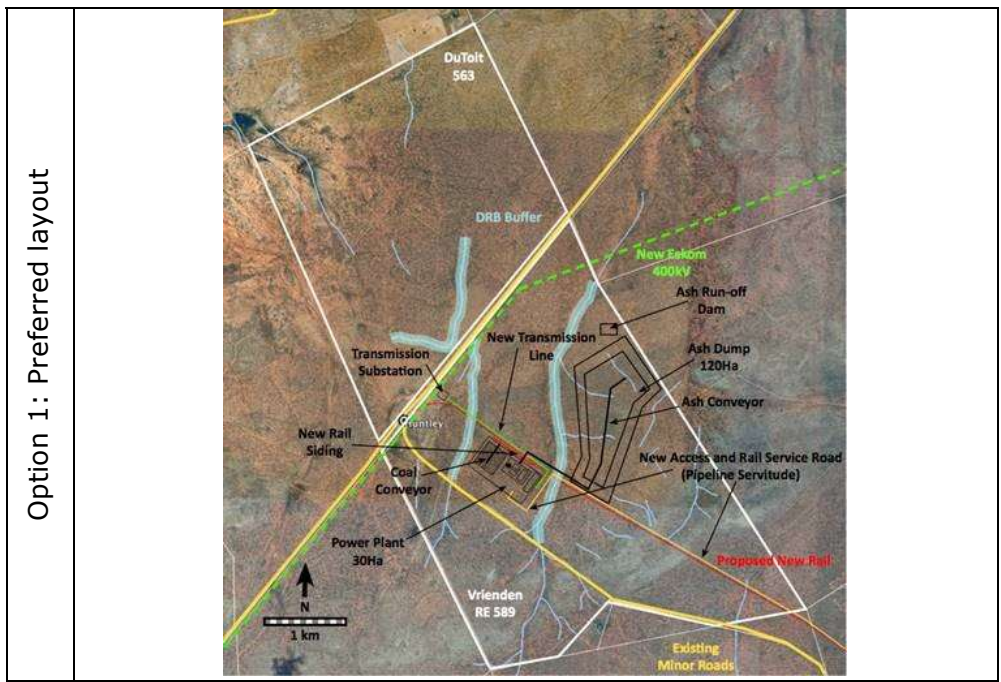 Option 1: Preferred layout
DuToit
563
DRB Buffer
New Eskom
400kV
Ash Run-off
Dam
New Transmission
Line
Transmission
Substation
Ash Dump
120Ha
Ash Conveyor
Huntley
New Rail
Siding
New Access and Rail Service Road
(Pipeline Servitude)
Coal
Conveyor
Power Plant
30Ha
Proposed New Rail
Vrienden
RE 589
N
1 km
Existing
Minor Roads